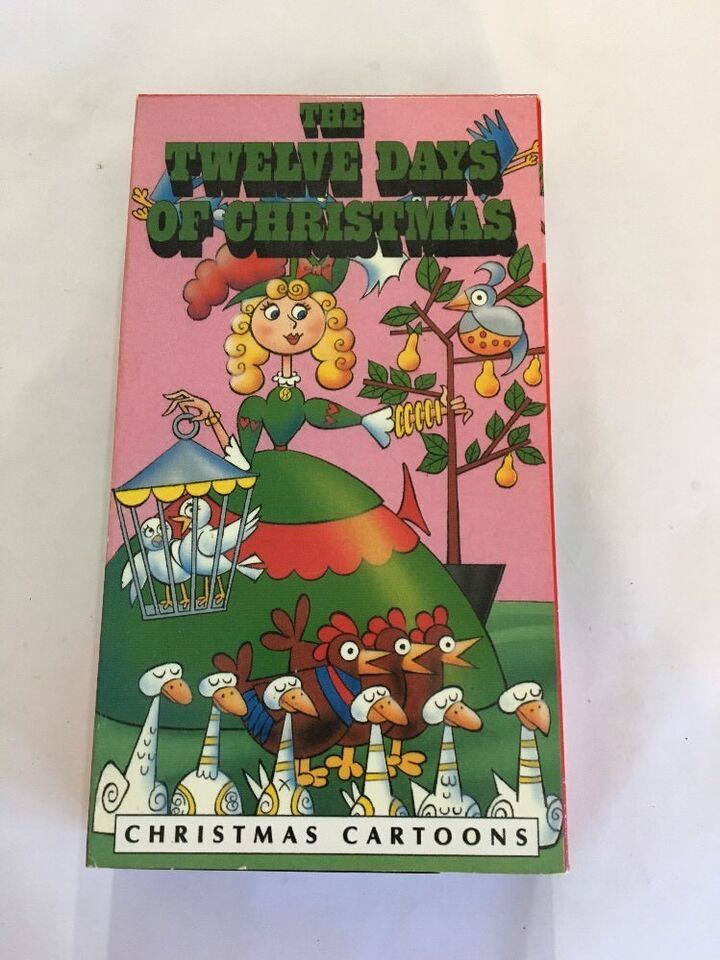 THE
TWELVE DAYS
OF CHRISTMAS
CHRISTMAS CARTOONS